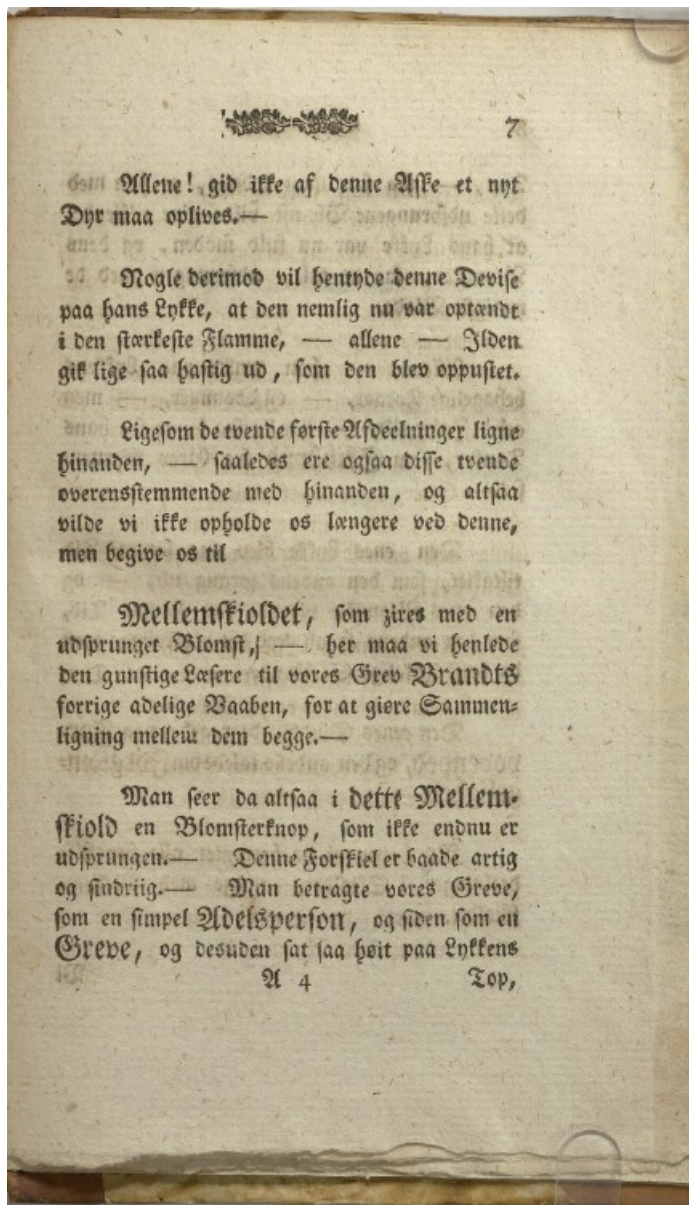 7
Allene! gid ikke af denne Aske et nyt
Dyr maa oplives.—
Nogle derimod vil hentyde denne Devise
paa hans Lykke, at den nemlig nu var optændt
i den stærkeste Flamme, — allene — Ilden
gik lige saa hastig ud, som den blev oppustet.
Ligesom de tvende første Afdeelninger ligne
hinanden, — saaledes ere ogsaa disse tvende
overensstemmende med hinanden, og altsaa
vilde vi ikke opholde os længere ved denne,
men begive os til
Mellemskioldet, som zires med en
udsprunget Blomst,; — her maa vi henlede
den gunstige Læsere til vores Grev Brandts
forrige adelige Vaaben, for at giøre Sammen-
ligning mellem dem begge.—
Man seer da altsaa i dette Mellem-
skiold en Blomsterknop, som ikke endnu er
udsprungen.— Denne Forskiel er baade artig
og sindriig.— Man betragte vores Greve,
som en simpel Adelsperson, og siden som en
Greve, og desuden sat saa høit paa Lykkens
A 4 Top,